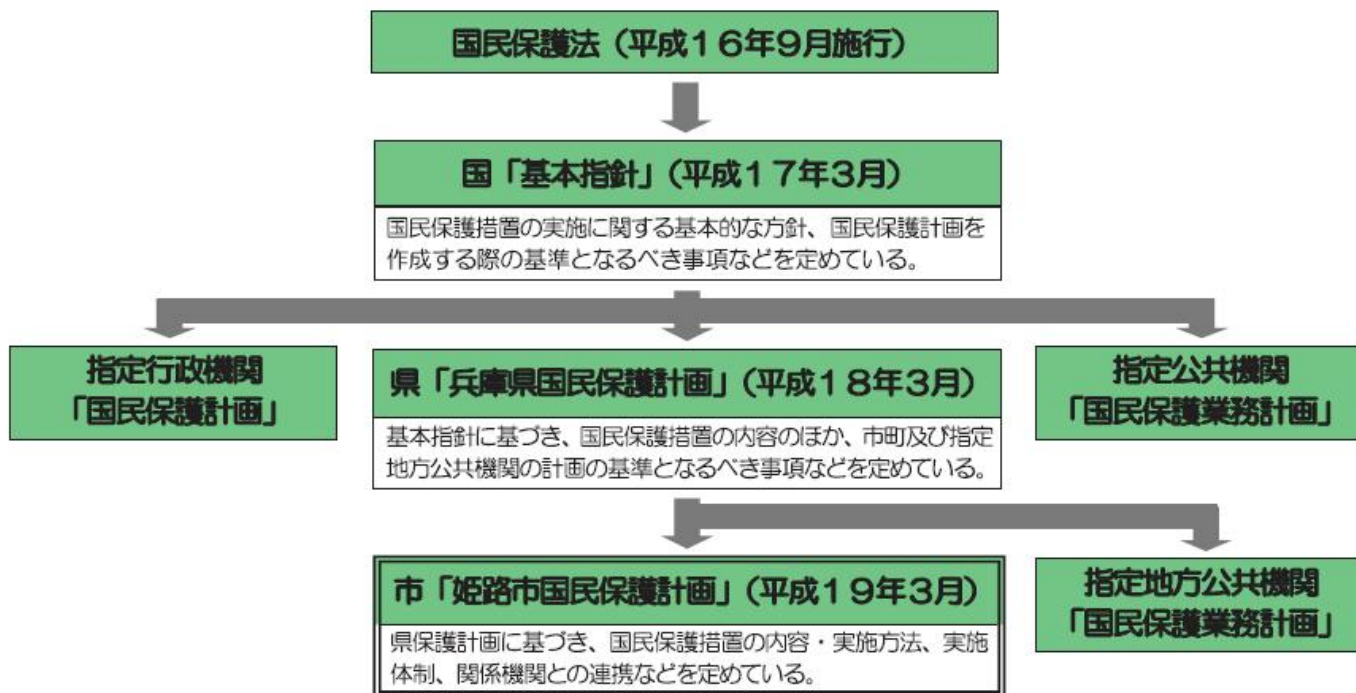 国民保護法（平成１６年９月施行）
国「基本指針」（平成１７年３月）
国民保護措置の実施に関する基本的な方針、国民保護計画を
作成する際の基準となるべき事項などを定めている。
指定行政機関
「国民保護計画」
県「兵庫県国民保護計画」（平成１８年３月）
基本指針に基づき、国民保護措置の内容のほか、市町及び指定
地方公共機関の計画の基準となるべき事項などを定めている。
指定公共機関
「国民保護業務計画」
市「姫路市国民保護計画」（平成１９年３月）
県保護計画に基づき、国民保護措置の内容・実施方法、実施
体制、関係機関との連携などを定めている。
指定地方公共機関
「国民保護業務計画」